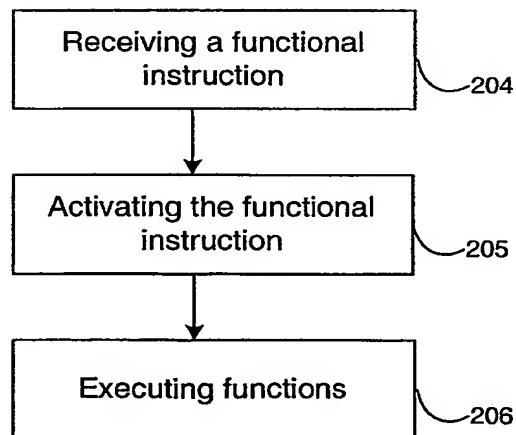 Receiving a functional
instruction
204
Activating the functional
instruction
205
Executing functions
206